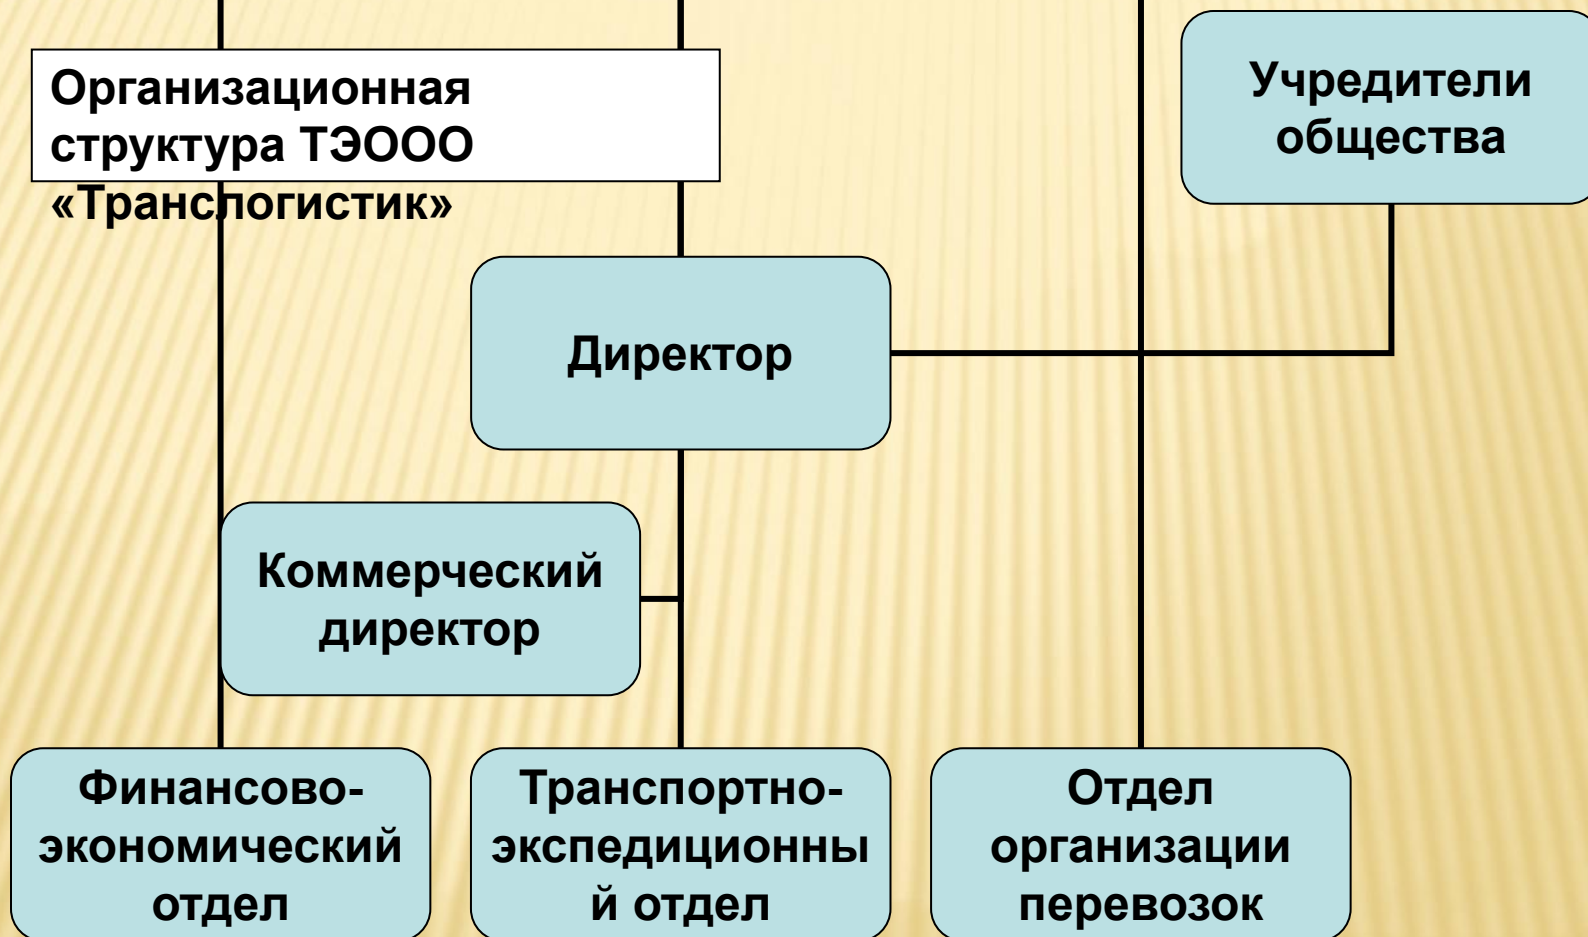 Организационная
структура ТЭООО
«Транслогистик»
Учредители
общества
Директор
Коммерческий
директор
Финансово-
экономический
отдел
Транспортно-
экспедиционны
й отдел
Отдел
организации
перевозок